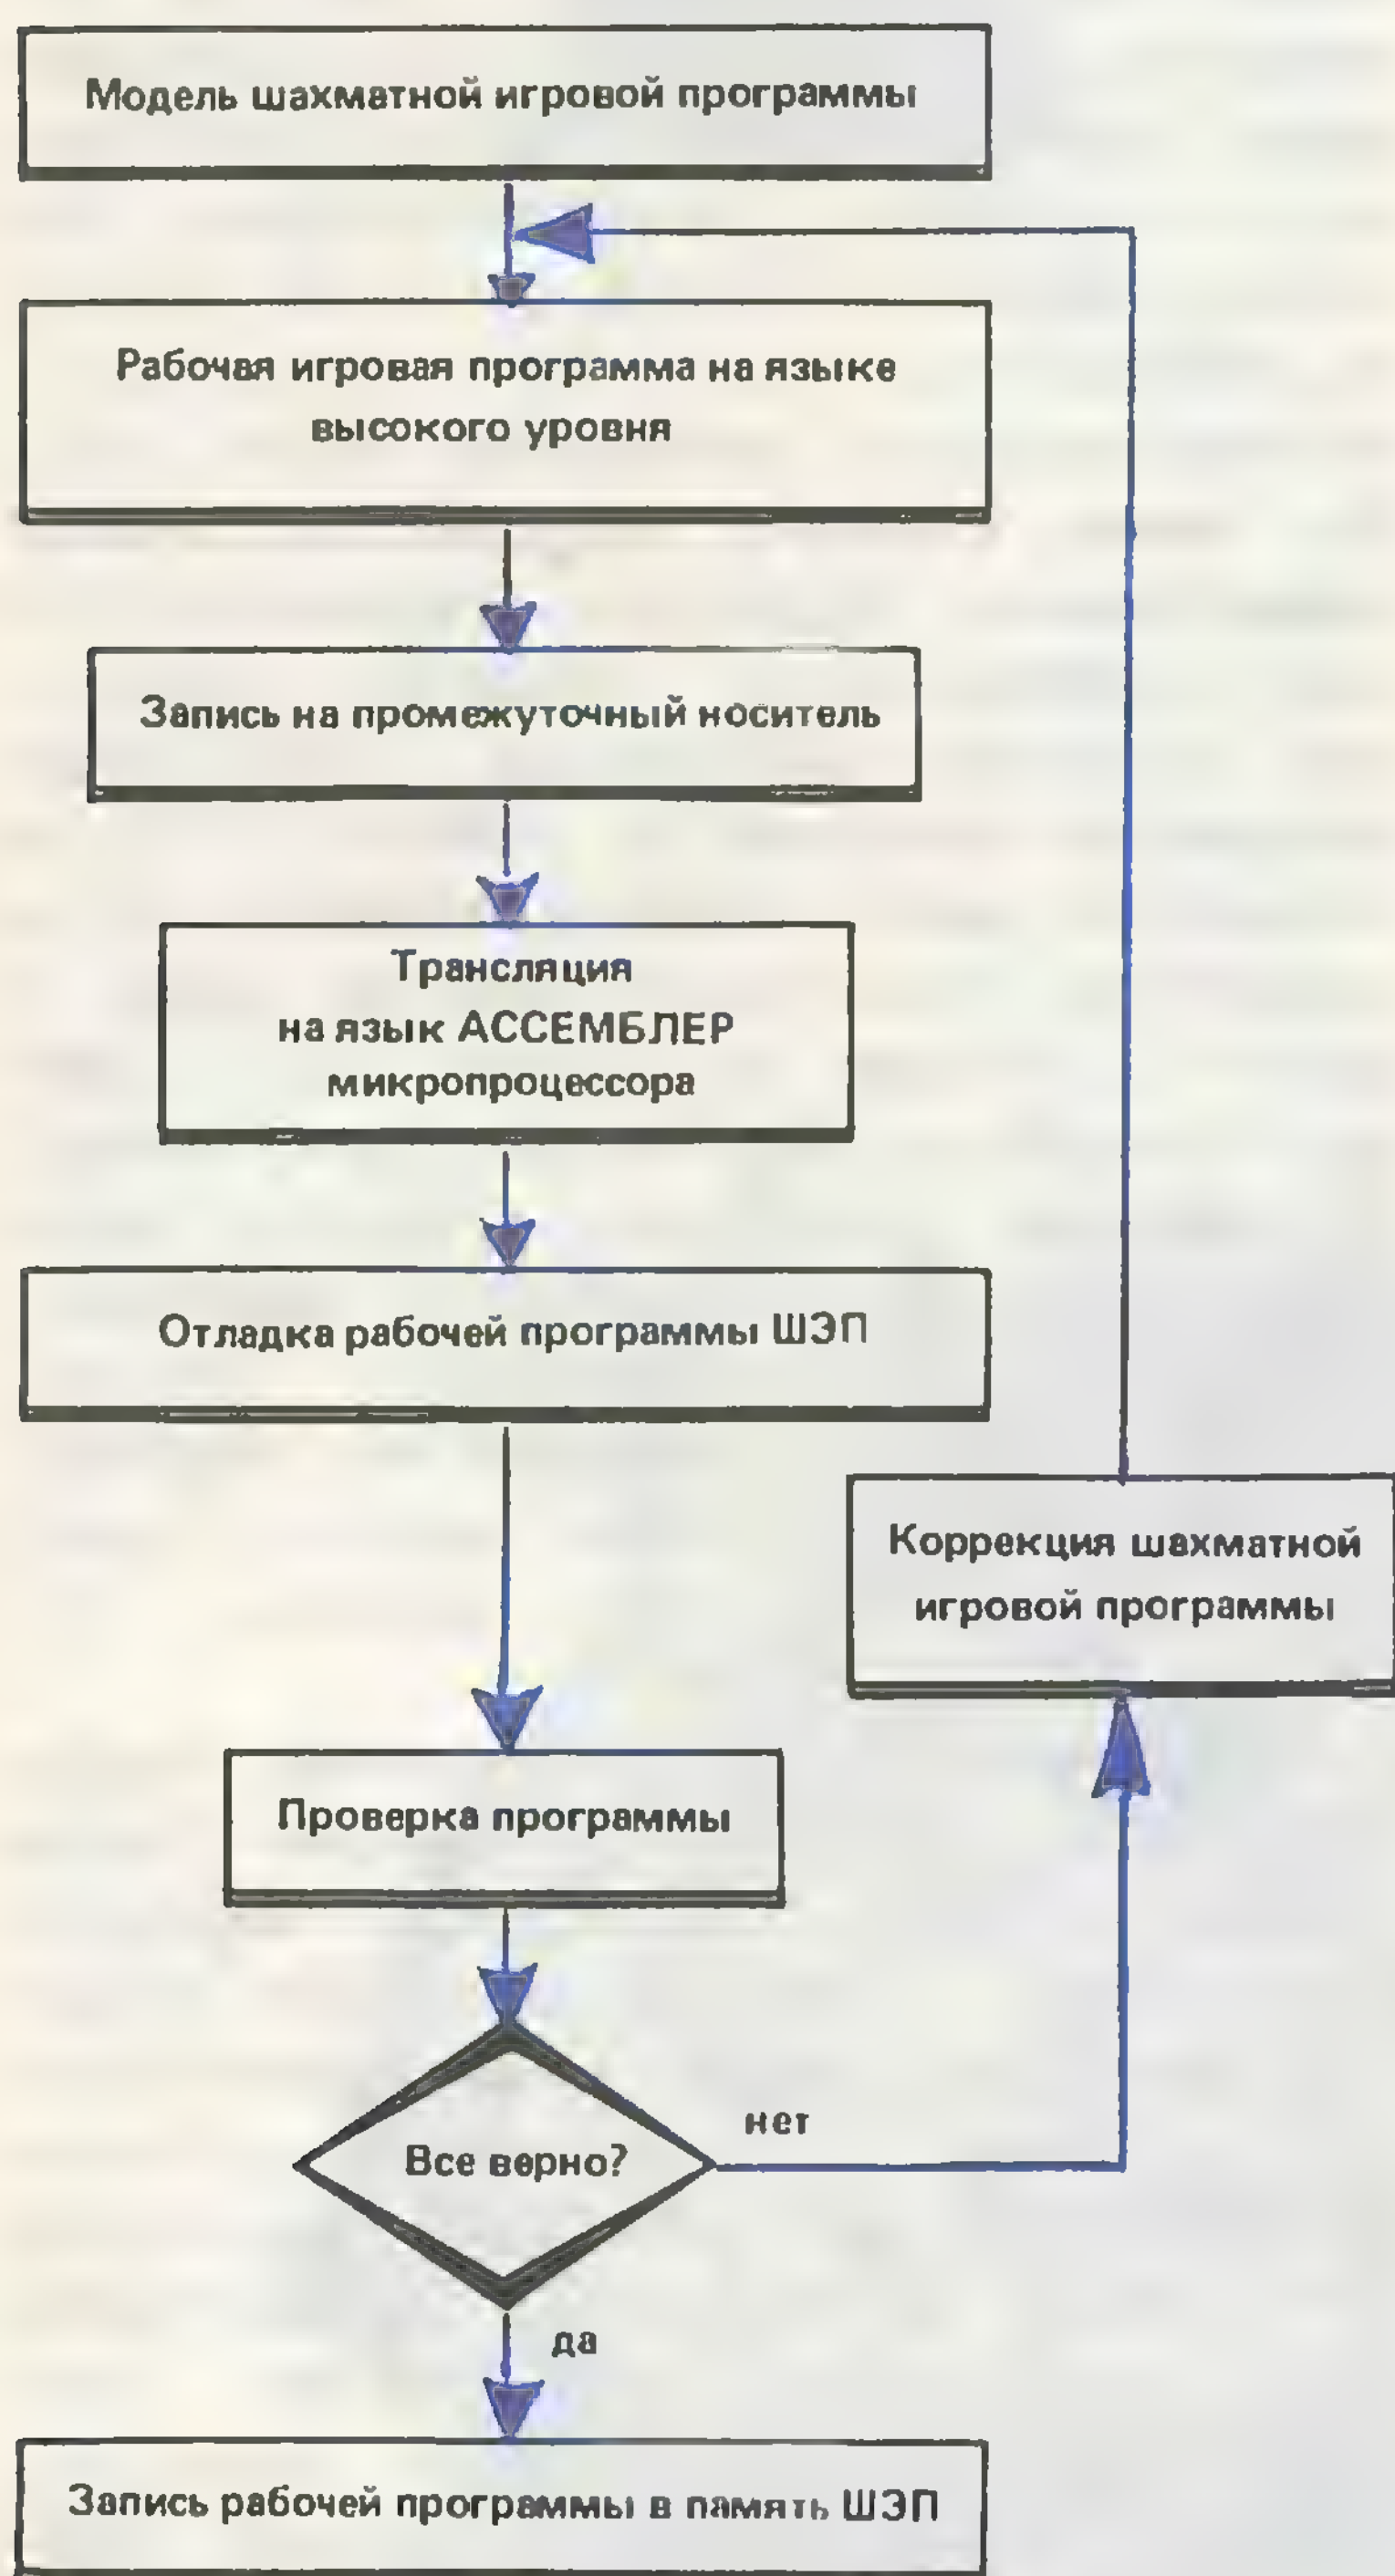 Модель шахматной игровой программы
Рабочая игровая программа на языке
высокого уровня
Запись на промежуточный носитель
Трансляция
на язык АССЕМБЛЕР
микропроцессора
Отладка рабочей программы ШЭП
Коррекция шахматной
игровой программы
Проверка программы
Все верно?
нет
да
Запись рабочей программы в память ШЭП